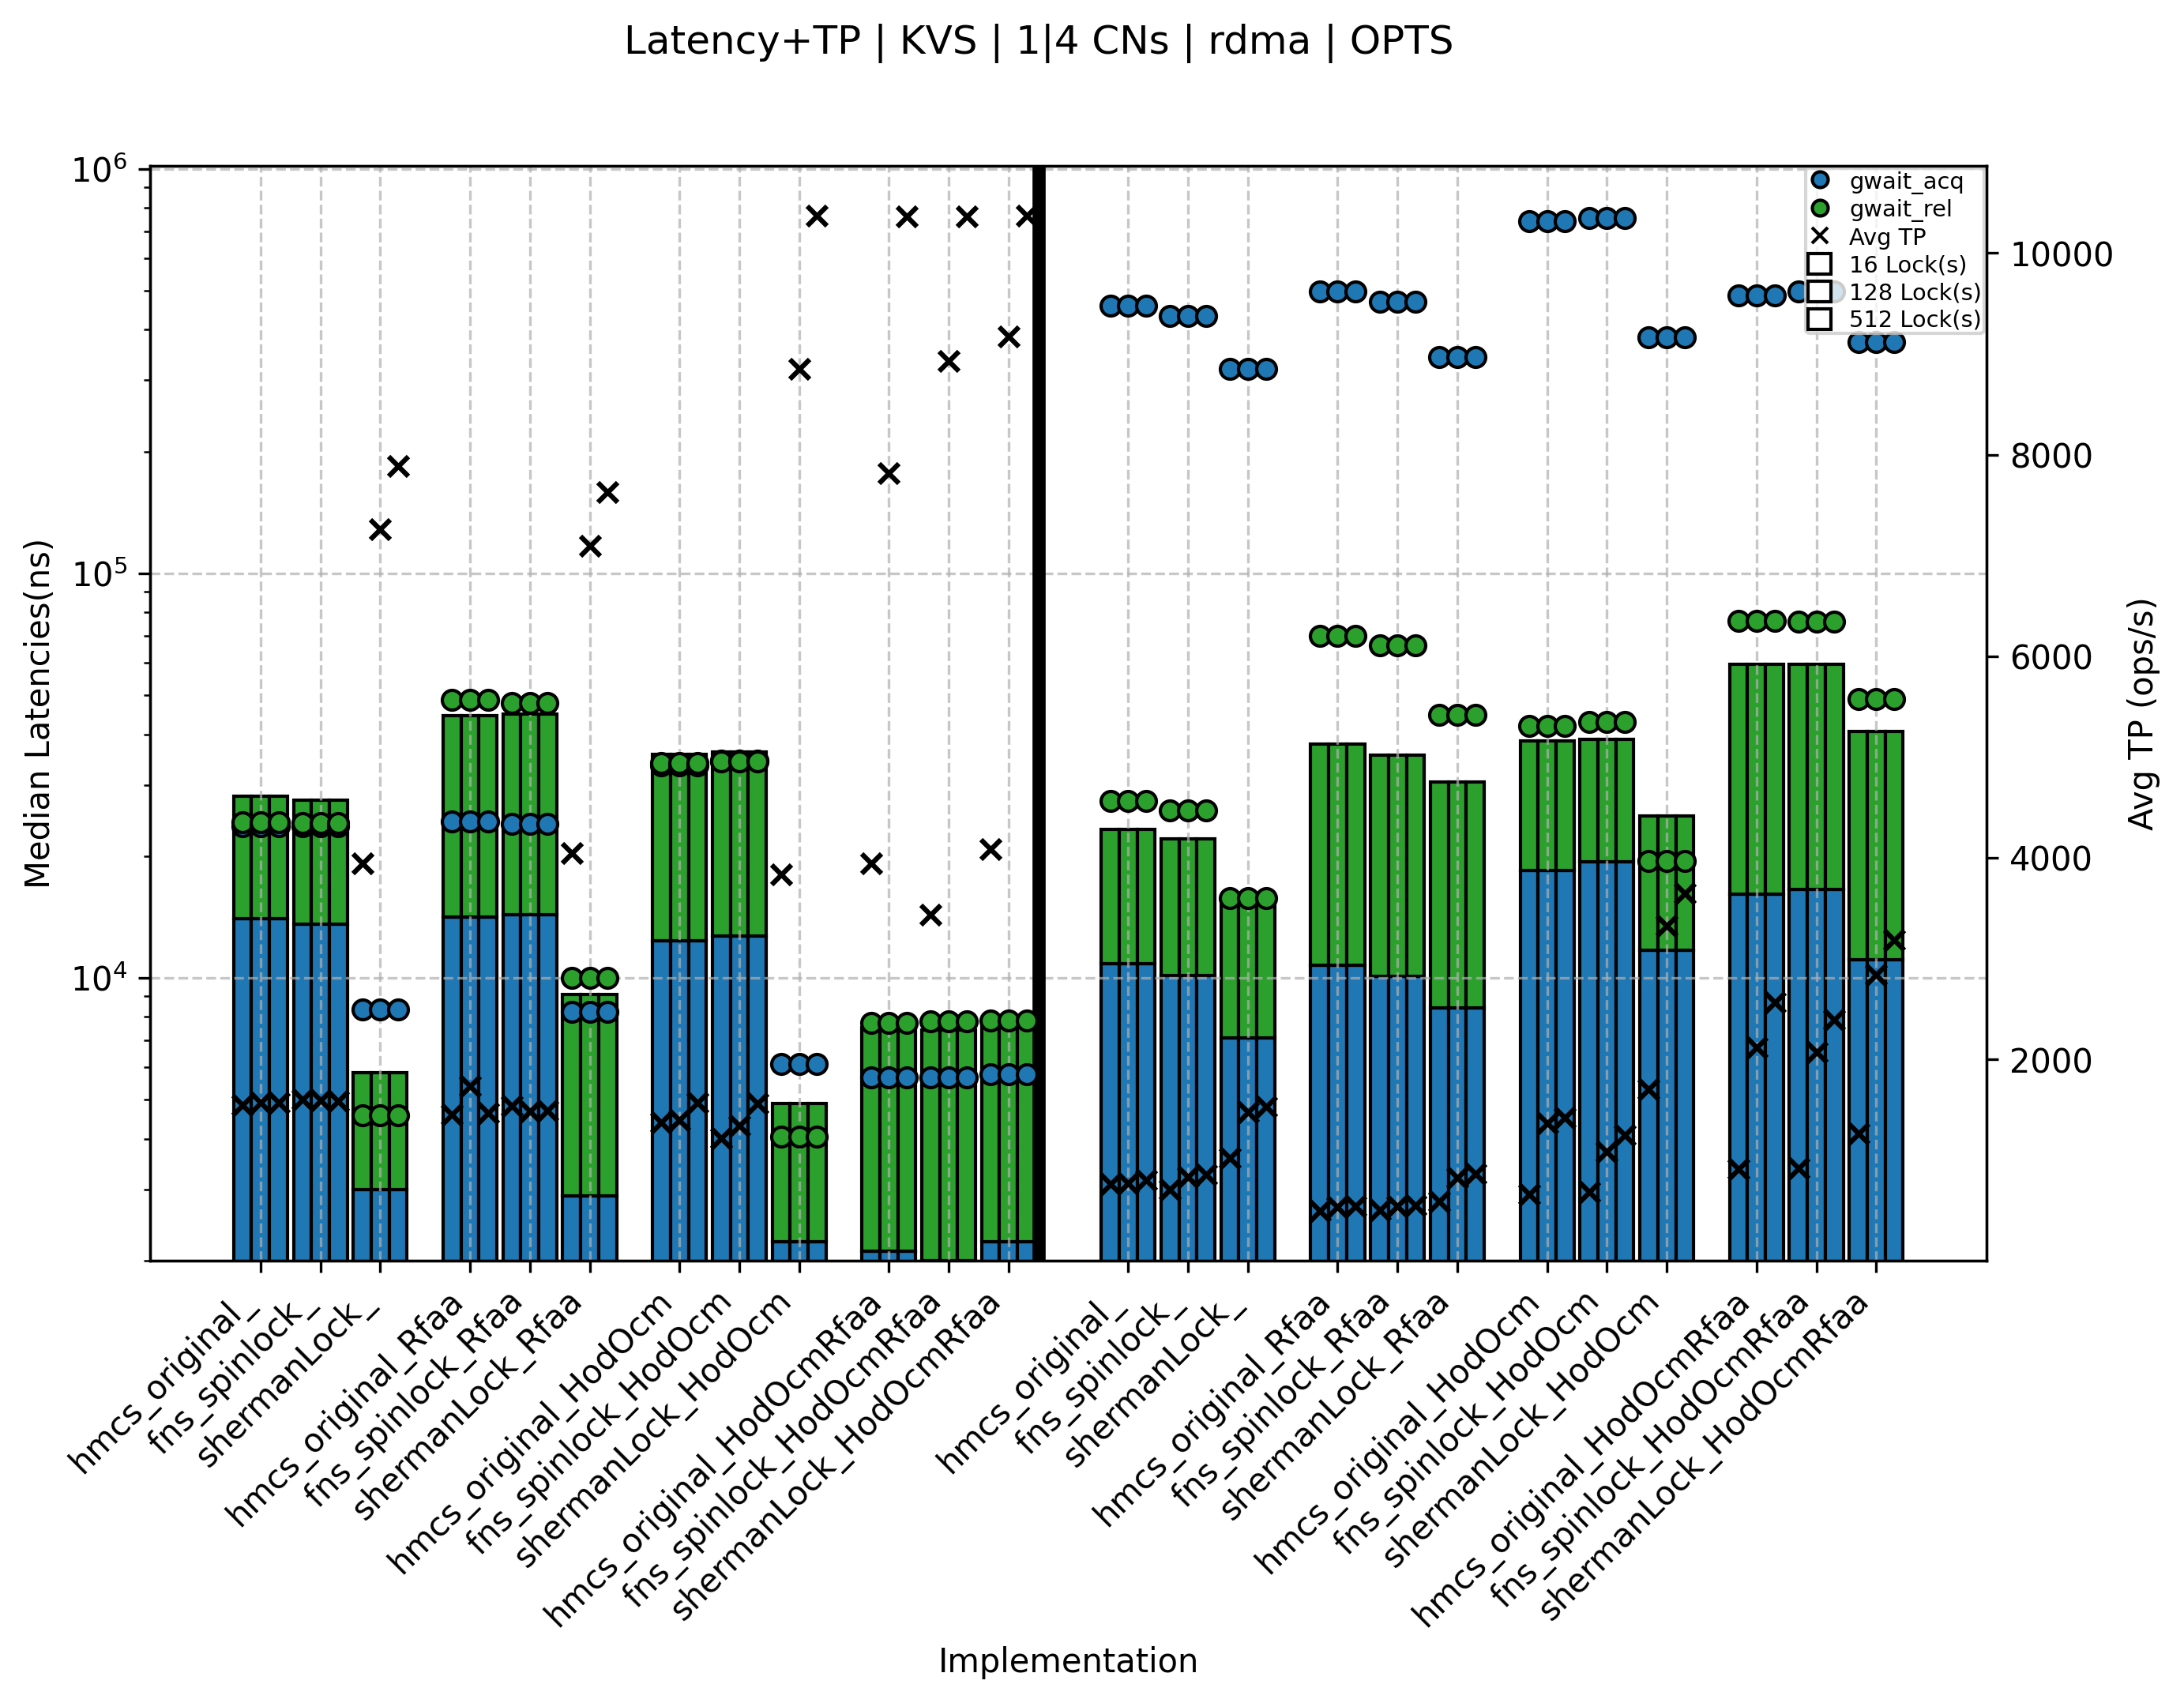 Latency+TP | KVS | 1|4 CNs | rdma | OPTS
10^6
10^5
10^4
Median Latencies(ns)
gwait_acq
gwait_rel
Avg TP
16 Lock(s)
128 Lock(s)
512 Lock(s)
10000
8000
6000
4000
2000
Avg TP (ops/s)
hmcs_original_
fns_spinlock_
shermanLock_
hmcs_original_Rfaa
fns_spinlock_Rfaa
shermanLock_Rfaa
hmcs_original_HodOcm
fns_spinlock_HodOcm
shermanLock_HodOcm
hmcs_original_HodOcmRfaa
fns_spinlock_HodOcmRfaa
shermanLock_HodOcmRfaa
hmcs_original_
fns_spinlock_
shermanLock_
hmcs_original_Rfaa
fns_spinlock_Rfaa
shermanLock_Rfaa
hmcs_original_HodOcm
fns_spinlock_HodOcm
shermanLock_HodOcm
hmcs_original_HodOcmRfaa
fns_spinlock_HodOcmRfaa
shermanLock_HodOcmRfaa
Implementation